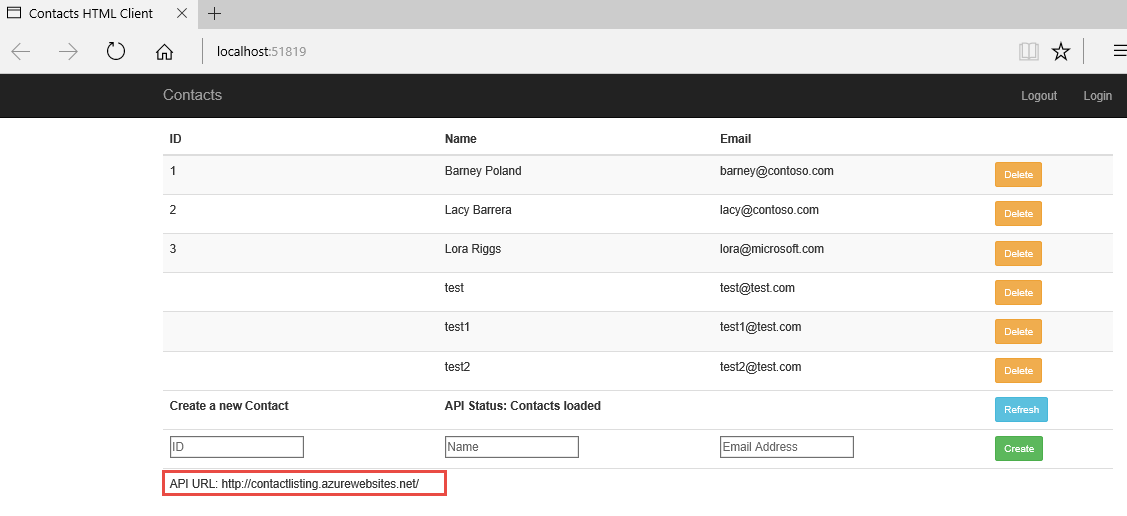 Contacts HTML Client
localhost:51819
Contacts Logout Login
ID Name Email
1 Barney Poland barney@contoso.com Delete
2 Lacy Barrera lacy@contoso.com Delete
3 Lora Riggs lora@microsoft.com Delete
test test@test.com Delete
test1 test1@test.com Delete
test2 test2@test.com Delete
Create a new Contact API Status: Contacts loaded Refresh
ID Name Email Address Create
API URL: http://contactlisting.azurewebsites.net/